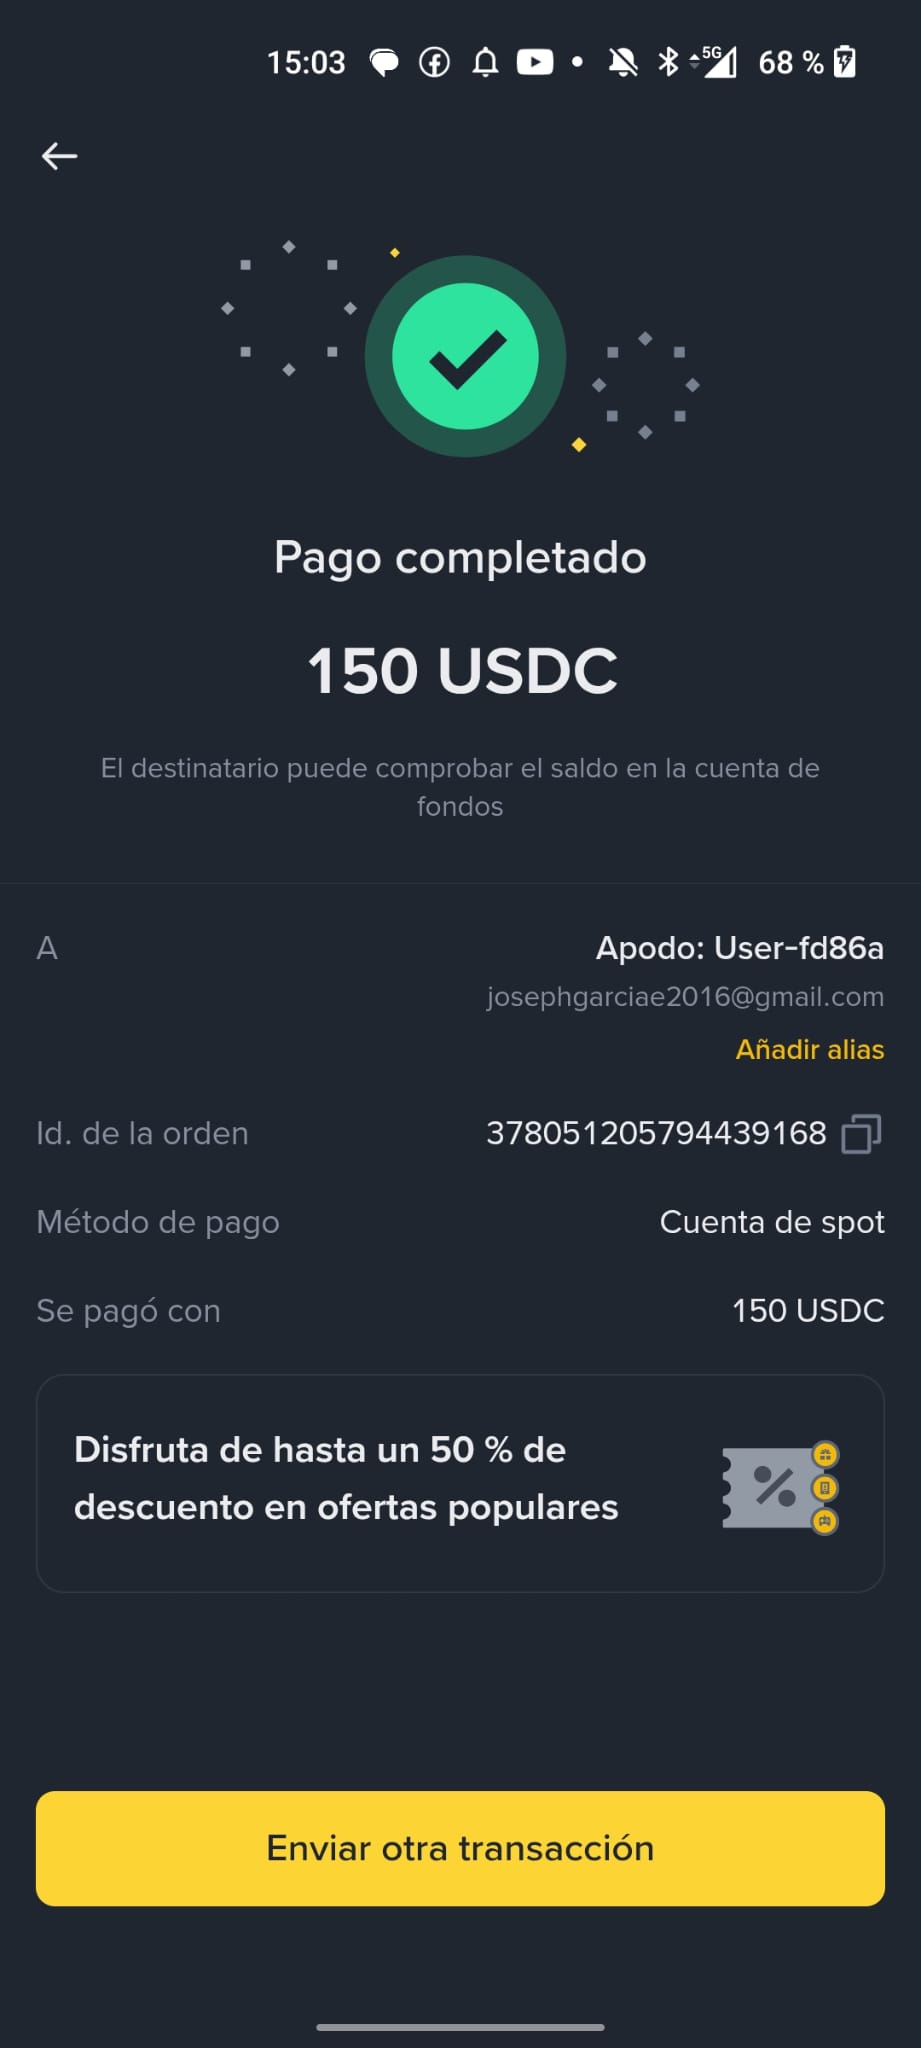 15:03
5G
68 %
Pago completado
150 USDC
El destinatario puede comprobar el saldo en la cuenta de
fondos
A
Apodo: User-fd86a
josephgarciae2016@gmail.com
Añadir alias
Id. de la orden
378051205794439168
Método de pago
Cuenta de spot
Se pagó con
150 USDC
Disfruta de hasta un 50 % de
descuento en ofertas populares
%
Enviar otra transacción